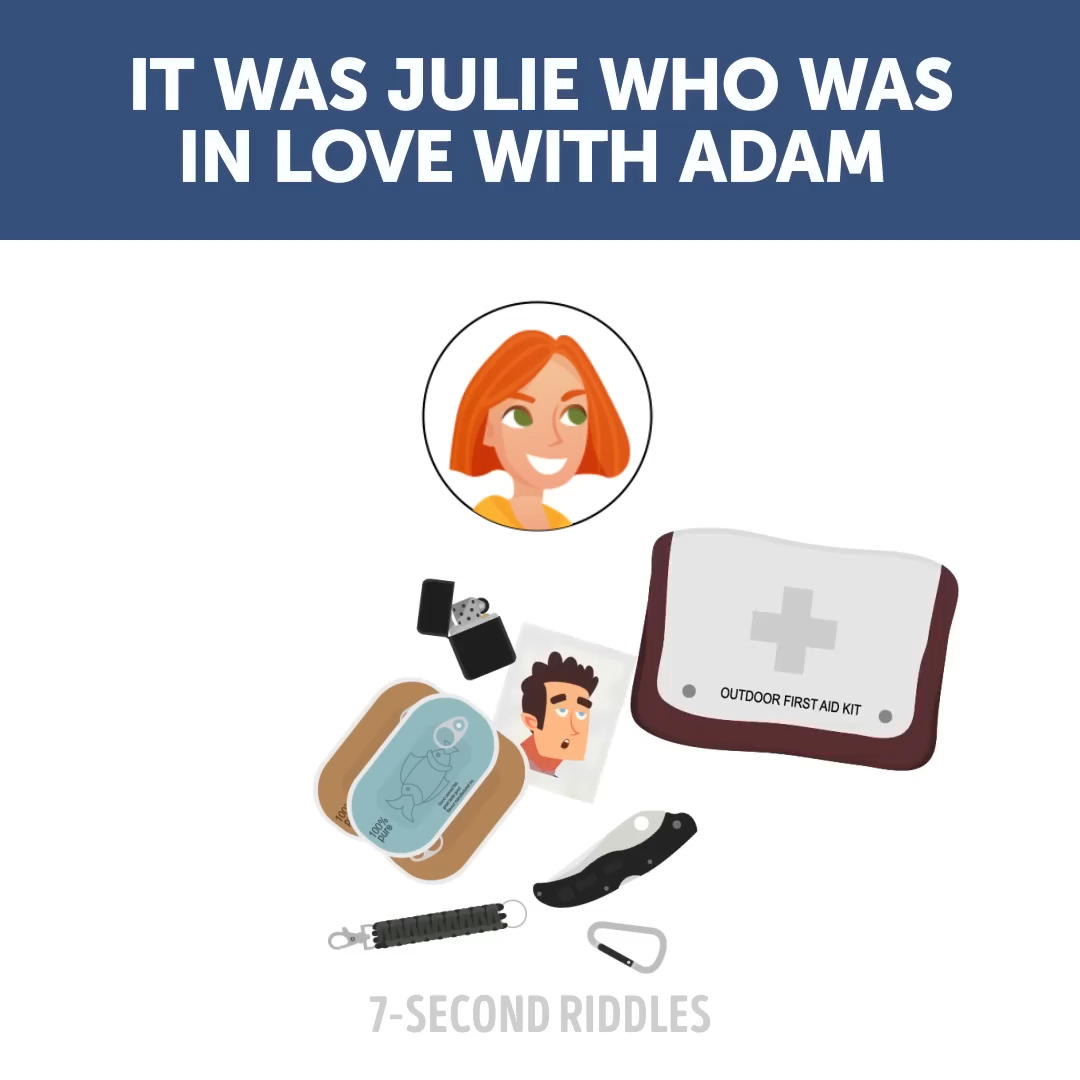 IT WAS JULIE WHO WAS
IN LOVE WITH ADAM
OUTDOOR FIRST AID KIT
100%
pure
7-SECOND RIDDLES